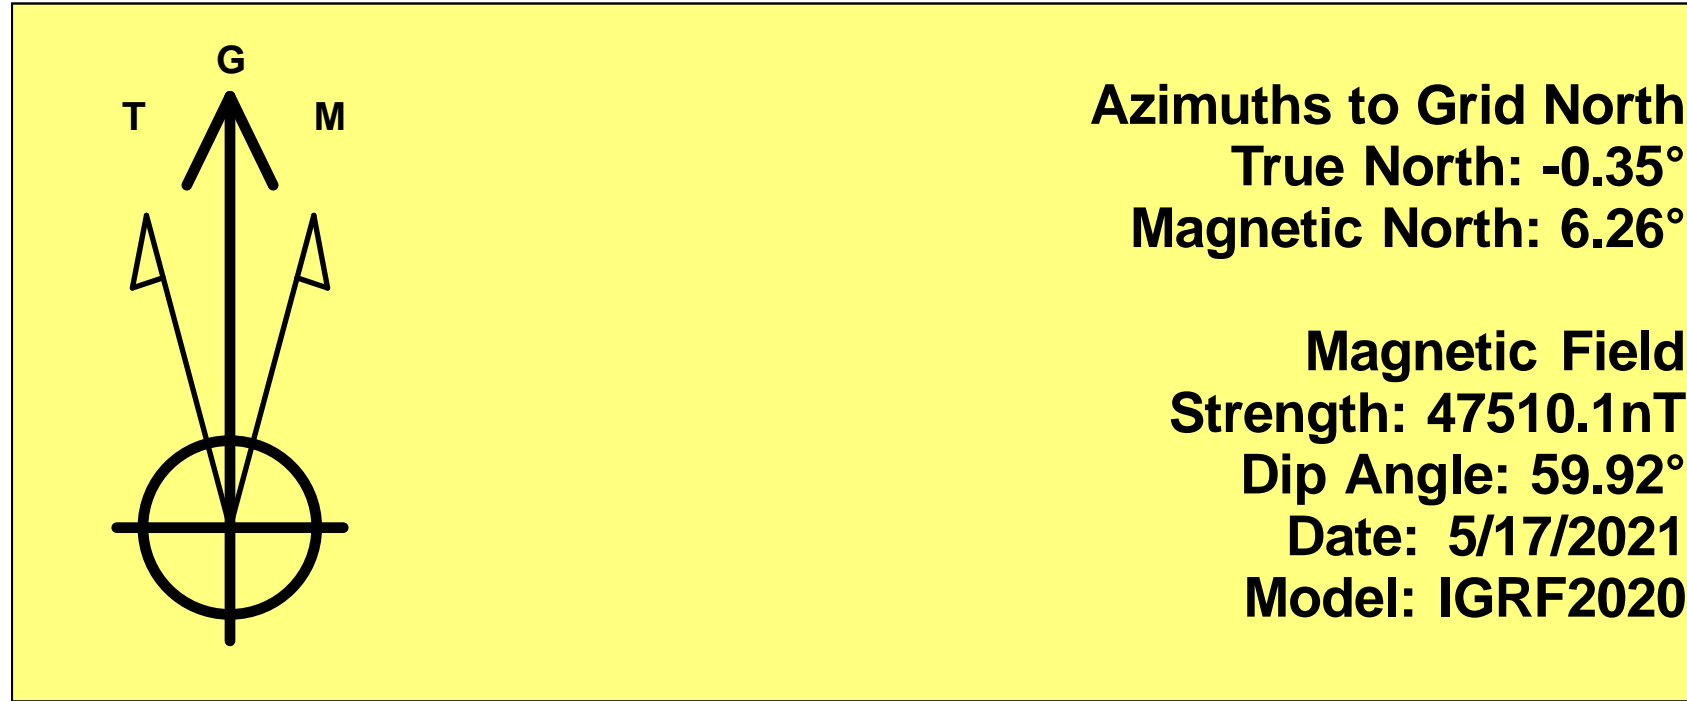 G
T M
Azimuths to Grid North
True North: -0.35°
Magnetic North: 6.26°
Magnetic Field
Strength: 47510.1nT
Dip Angle: 59.92°
Date: 5/17/2021
Model: IGRF2020